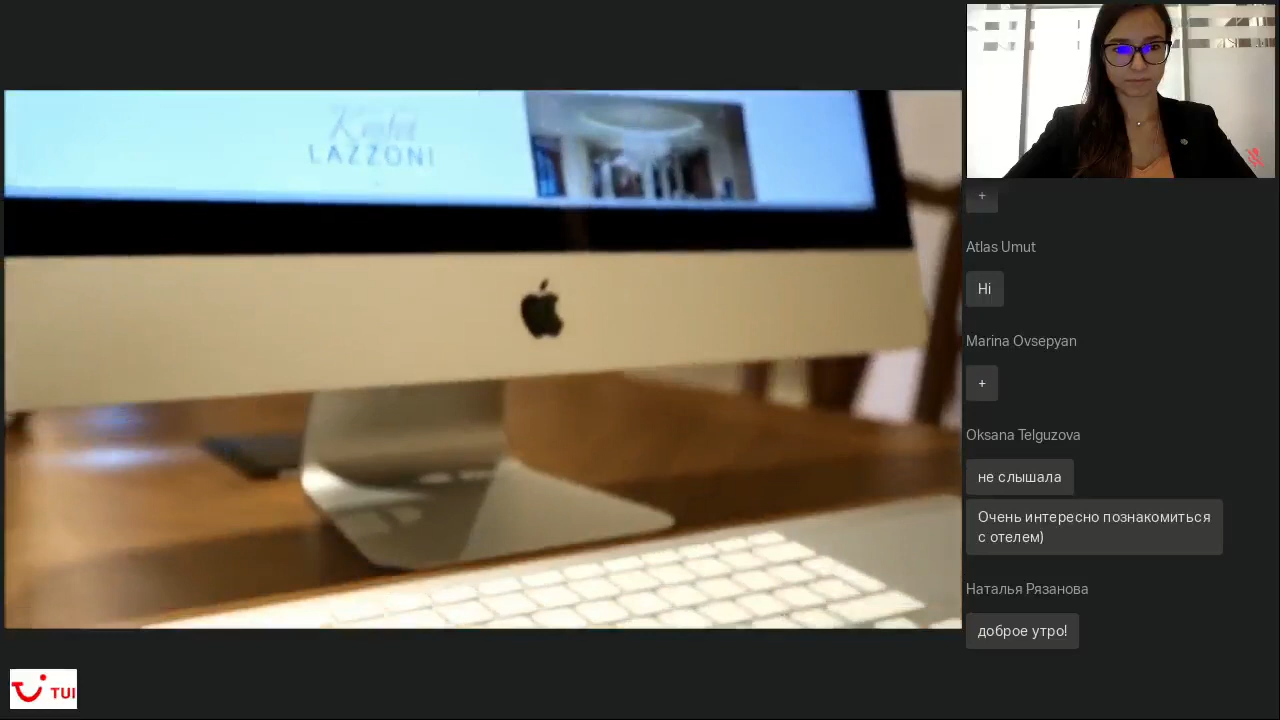 LAZZONI
+
Atlas Umut
Hi
Marina Ovsepyan
+
Oksana Telguzova
не слышала
Очень интересно познакомиться
с отелем)
Наталья Рязанова
доброе утро!
TUI